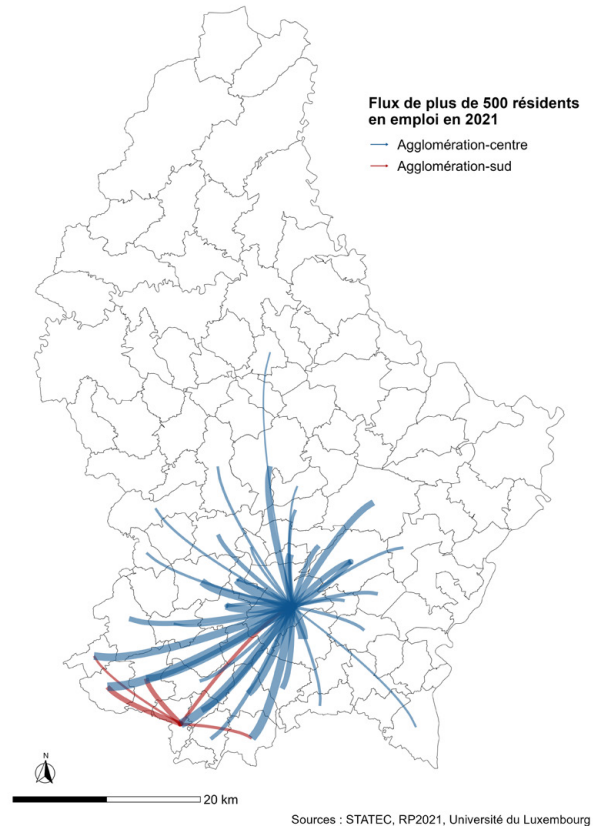 Flux de plus de 500 résidents
en emploi en 2021
Agglomération-centre
Agglomération-sud
N
20 km
Sources : STATEC, RP2021, Université du Luxembourg